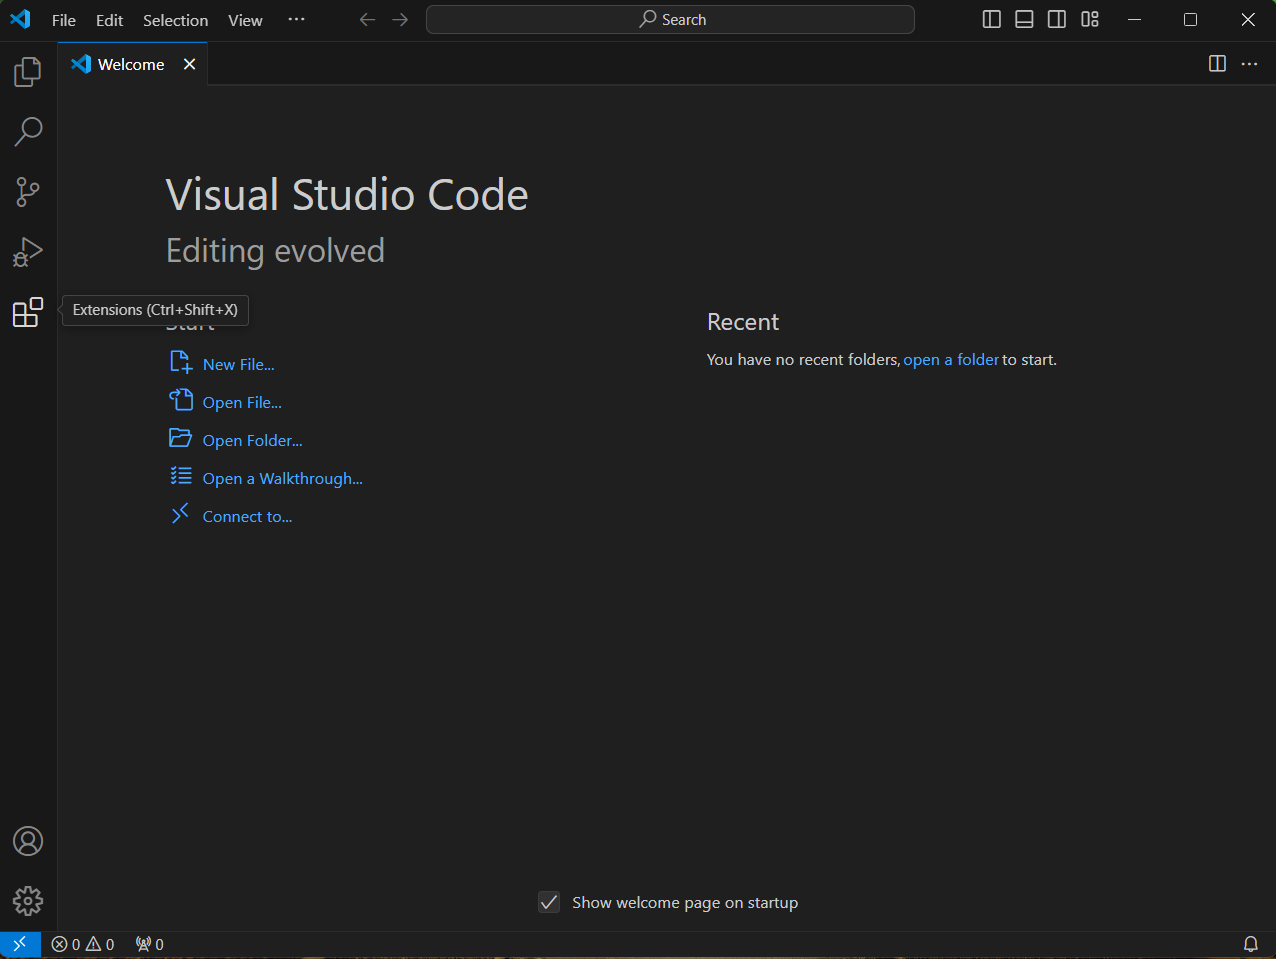 File Edit Selection View ··· Search
Welcome
Visual Studio Code
Editing evolved
Extensions (Ctrl+Shift+X)
Start
New File...
Open File...
Open Folder...
Open a Walkthrough...
Connect to...
Recent
You have no recent folders, open a folder to start.
Show welcome page on startup
0 0 0